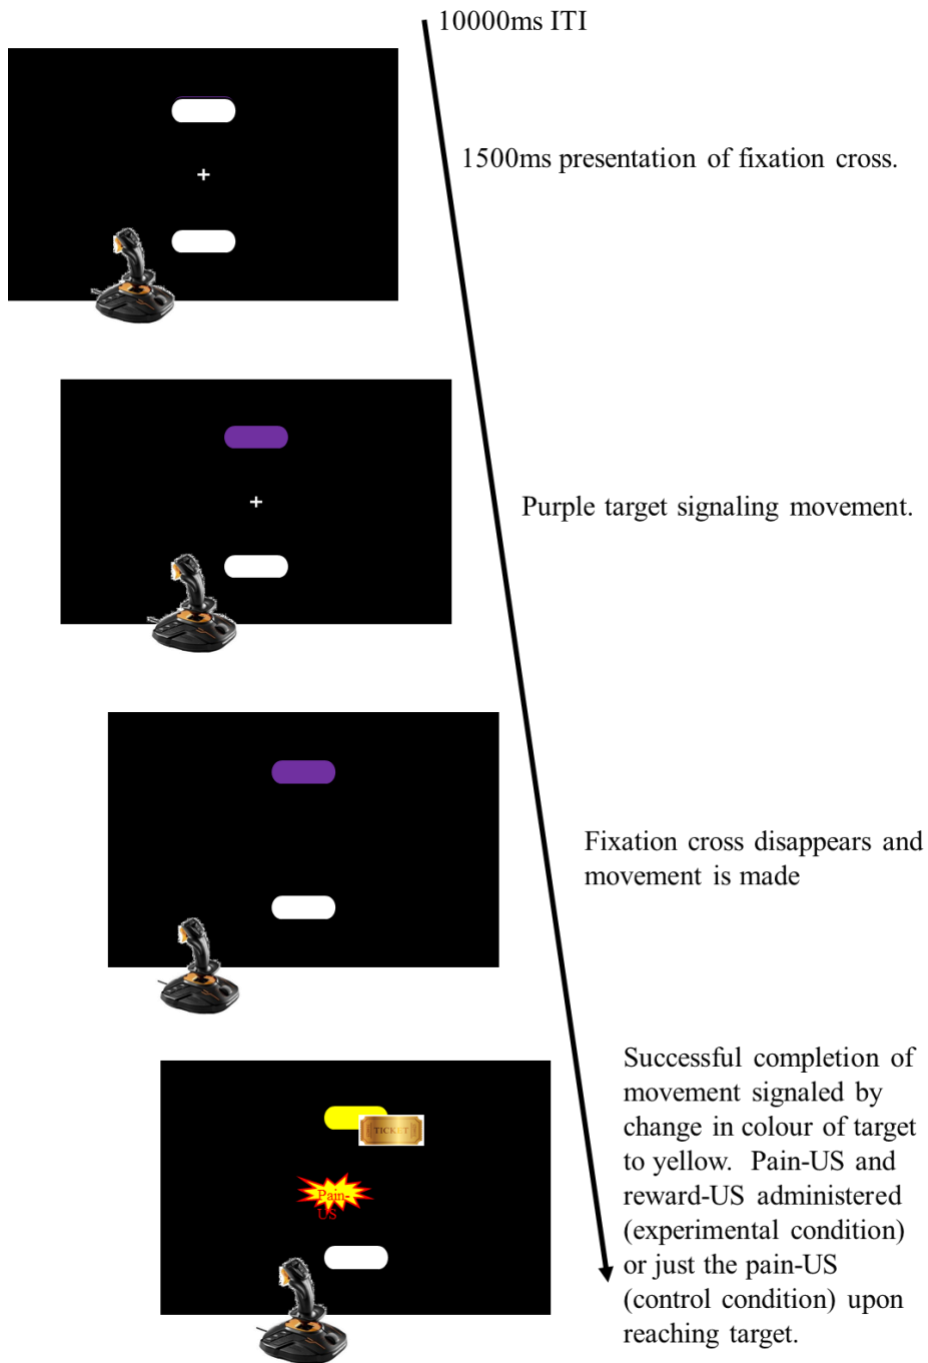 10000ms ITI
1500ms presentation of fixation cross.
Purple target signaling movement.
Fixation cross disappears and
movement is made
Successful completion of
movement signaled by
change in colour of target
to yellow. Pain-US and
reward-US administered
(experimental condition)
or just the pain-US
(control condition) upon
reaching target.
TICKET
Pain-
US